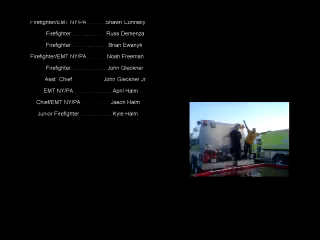 Firefighter/EMT NY/PA...........Shawn Connelly
Firefighter....................Russ Demenza
Firefighter.....................Brian Ewanyk
Firefighter/EMT NY/PA............Noah Freeman
Firefighter.....................John Gleckner
Asst. Chief...................John Gleckner Jr.
EMT NY/PA.......................April Halm
Chief/EMT NY/PA..................Jason Halm
Junior Firefighter....................Kyle Halm